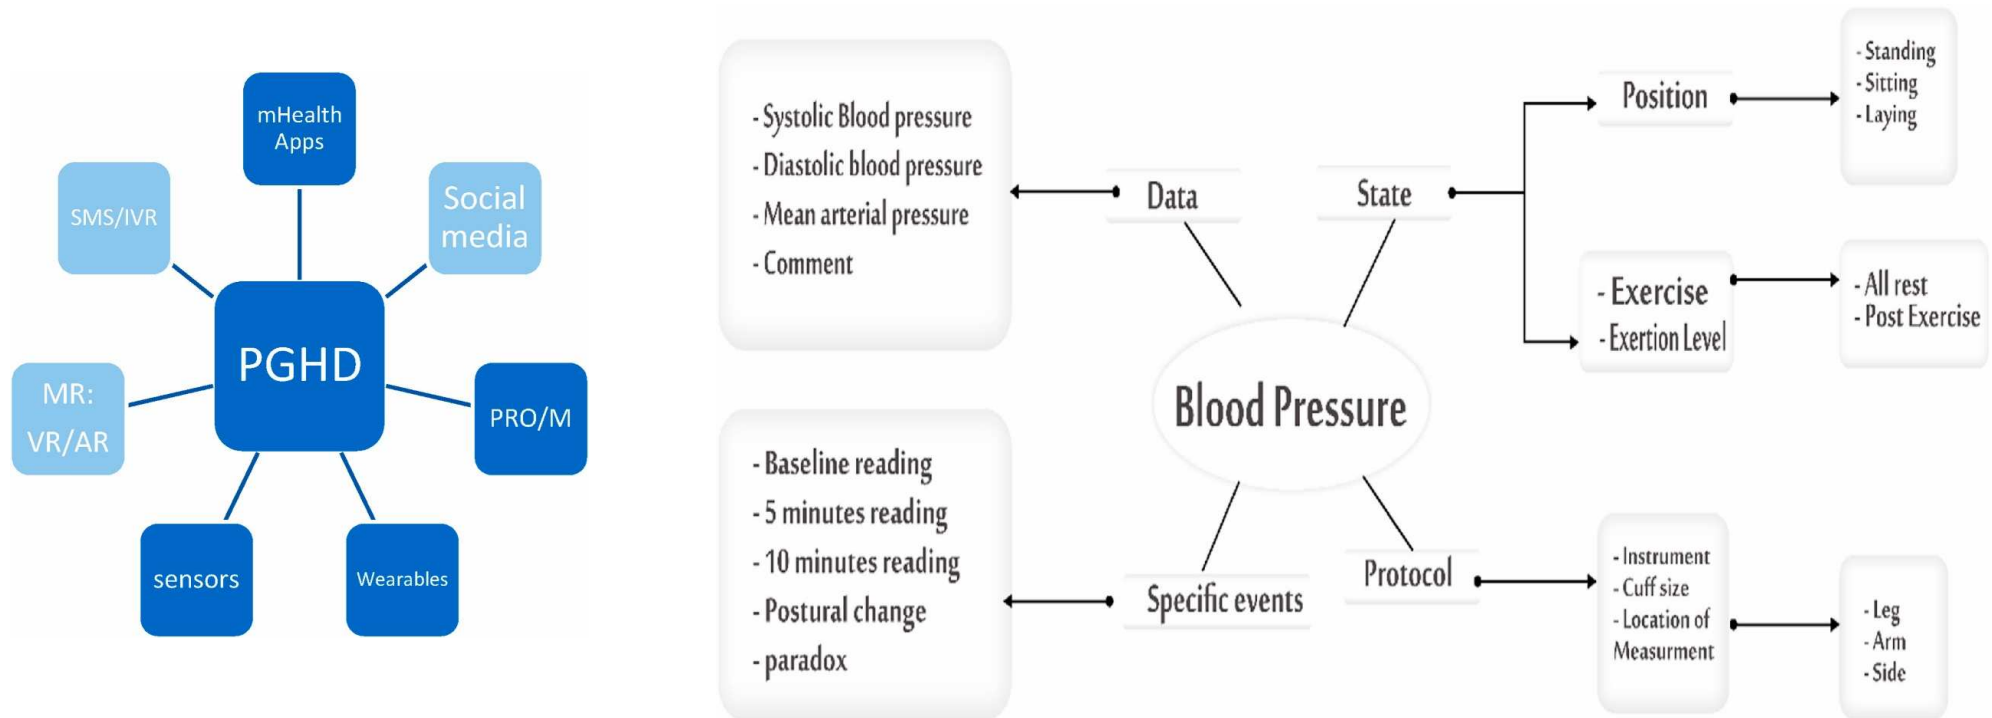 mHealth
Apps
SMS/IVR
Social
media
PGHD
MR:
VR/AR
PRO/M
sensors
Wearables
- Systolic Blood pressure
- Diastolic blood pressure
- Mean arterial pressure
- Comment
Data
State
Position
- Standing
- Sitting
- Laying
- Exercise
- Exertion Level
- All rest
- Post Exercise
Blood Pressure
- Baseline reading
- 5 minutes reading
- 10 minutes reading
- Postural change
- paradox
Specific events
Protocol
- Instrument
- Cuff size
- Location of
Measurment
- Leg
- Arm
- Side